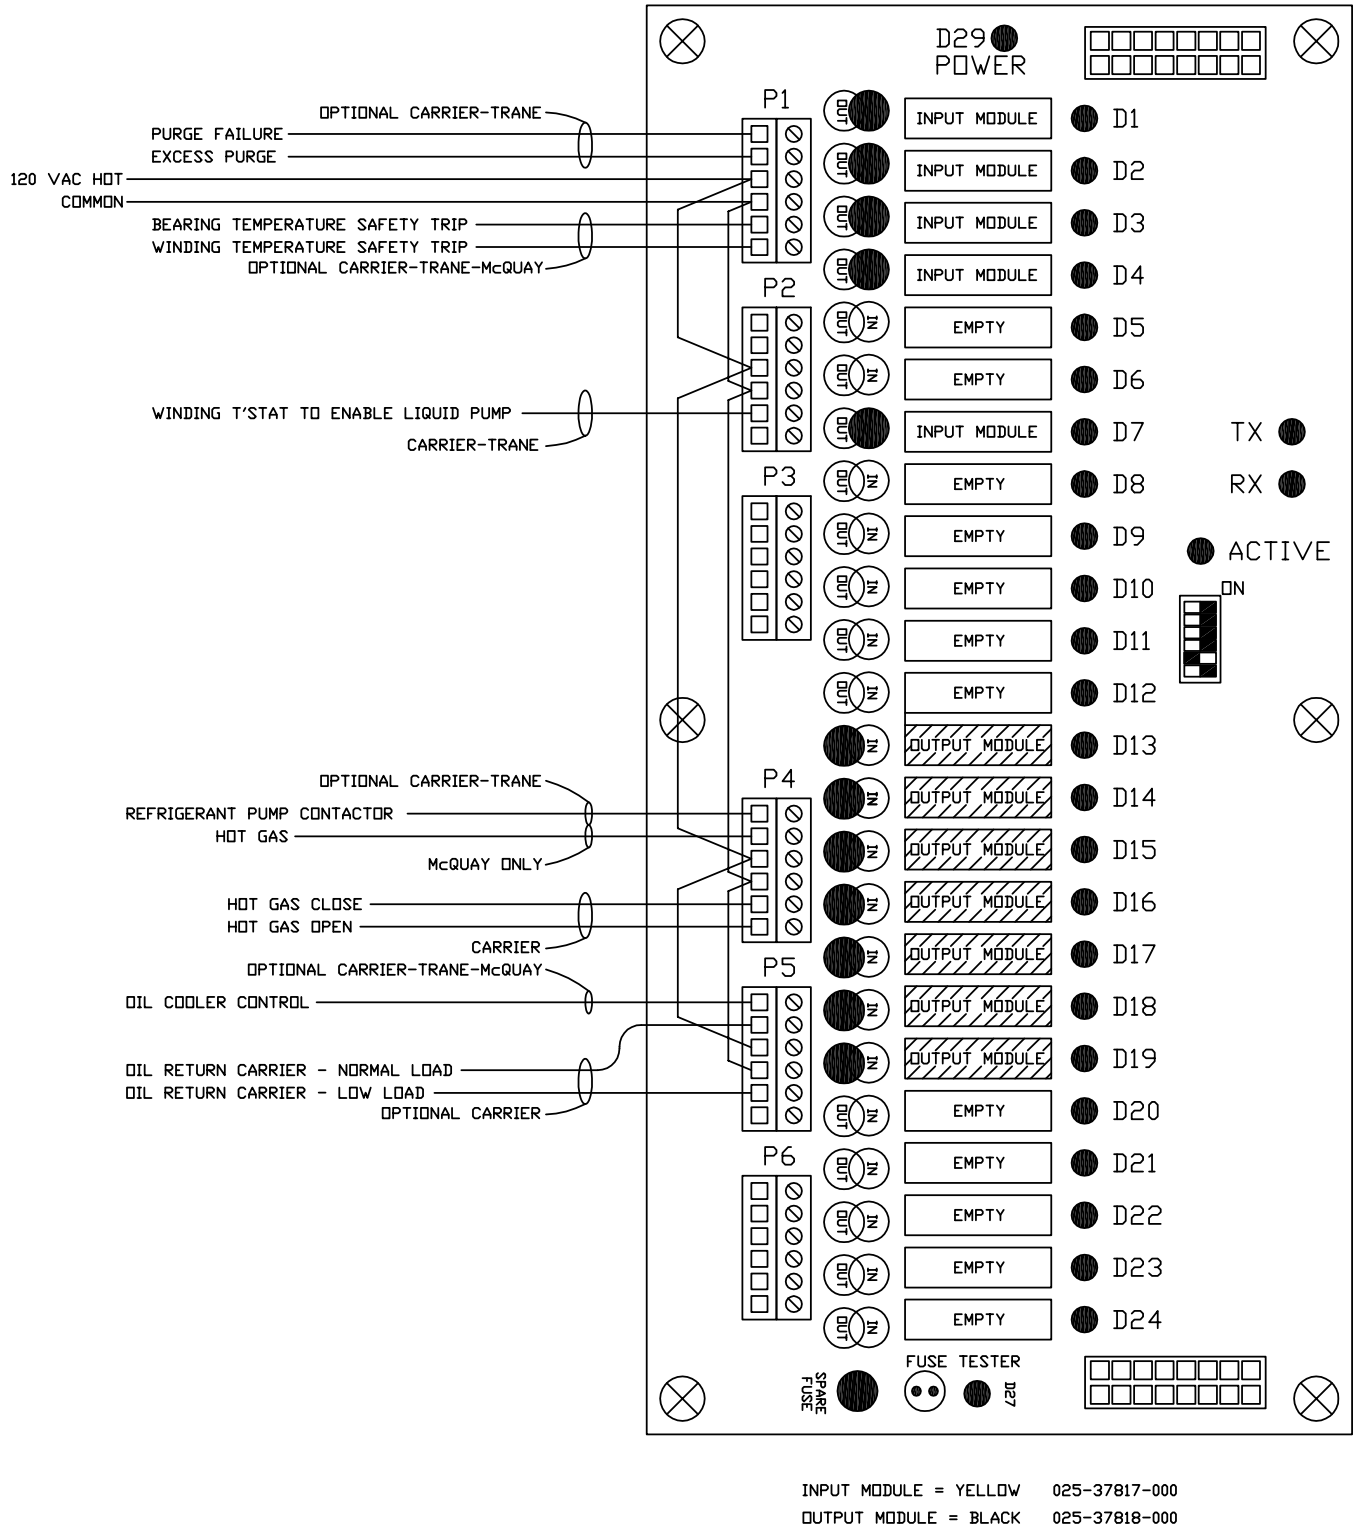 D29
POWER
OPTIONAL CARRIER-TRANE
PURGE FAILURE
EXCESS PURGE
120 VAC HOT
COMMON
BEARING TEMPERATURE SAFETY TRIP
WINDING TEMPERATURE SAFETY TRIP
OPTIONAL CARRIER-TRANE-McQUAY
WINDING T'STAT TO ENABLE LIQUID PUMP
CARRIER-TRANE
OPTIONAL CARRIER-TRANE
REFRIGERANT PUMP CONTACTOR
HOT GAS
McQUAY ONLY
HOT GAS CLOSE
HOT GAS OPEN
CARRIER
OPTIONAL CARRIER-TRANE-McQUAY
OIL COOLER CONTROL
OIL RETURN CARRIER - NORMAL LOAD
OIL RETURN CARRIER - LOW LOAD
OPTIONAL CARRIER
P1
P2
P3
P4
P5
P6
OUT INPUT MODULE D1
OUT INPUT MODULE D2
OUT INPUT MODULE D3
OUT INPUT MODULE D4
OUT IN EMPTY D5
OUT IN EMPTY D6
OUT INPUT MODULE D7
OUT IN EMPTY D8
OUT IN EMPTY D9
OUT IN EMPTY D10
OUT IN EMPTY D11
OUT IN EMPTY D12
IN OUTPUT MODULE D13
IN OUTPUT MODULE D14
IN OUTPUT MODULE D15
IN OUTPUT MODULE D16
IN OUTPUT MODULE D17
IN OUTPUT MODULE D18
IN OUTPUT MODULE D19
OUT IN EMPTY D20
OUT IN EMPTY D21
OUT IN EMPTY D22
OUT IN EMPTY D23
OUT IN EMPTY D24
TX
RX
ACTIVE
ON
SPARE
FUSE
FUSE TESTER
D27
INPUT MODULE = YELLOW 025-37817-000
OUTPUT MODULE = BLACK 025-37818-000